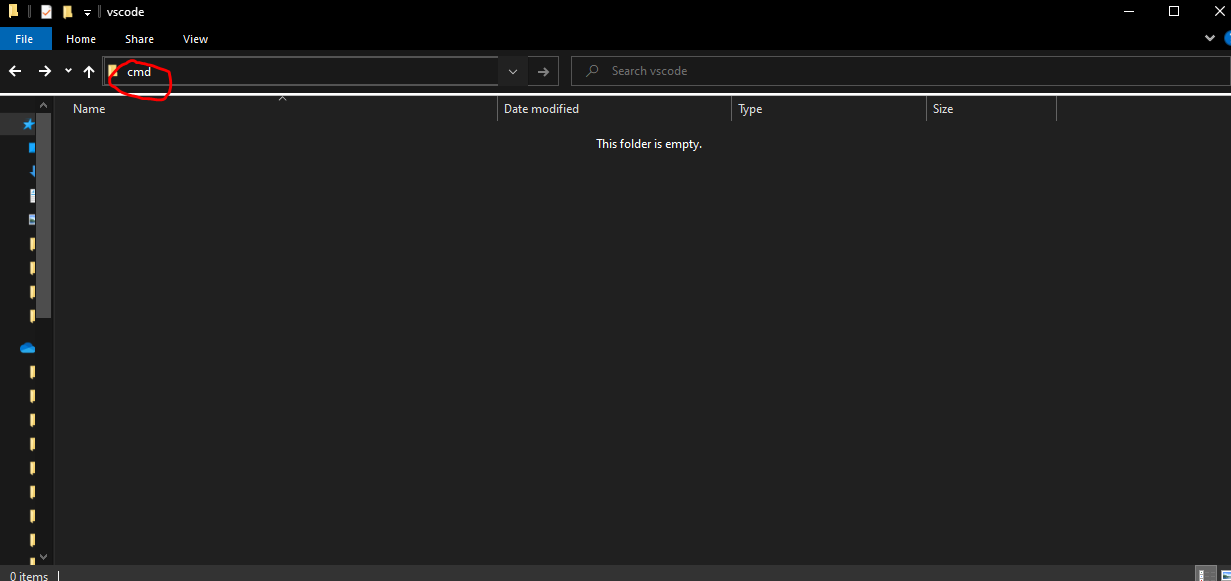 vscode
File Home Share View
cmd
Search vscode
Name Date modified Type Size
This folder is empty.
0 items